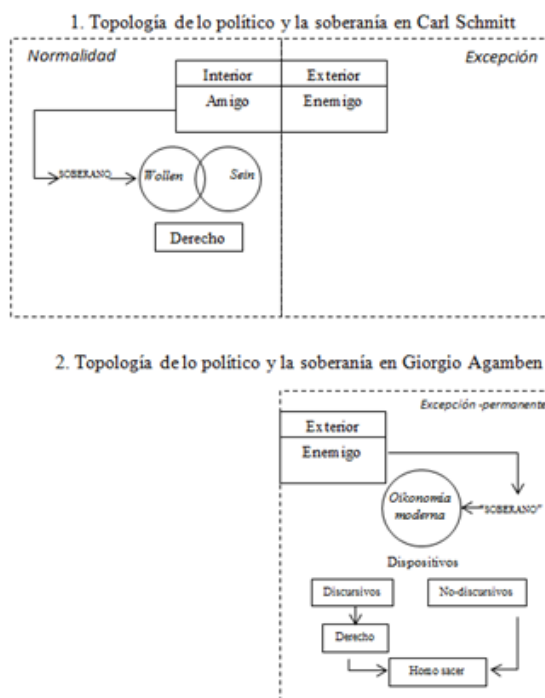 1. Topología de lo político y la soberanía en Carl Schmitt
Normalidad
Excepción
Interior
Exterior
Amigo
Enemigo
SOBERANO
Wollen
Sein
Derecho
2. Topología de lo político y la soberanía en Giorgio Agamben
Excepción -permanente
Exterior
Enemigo
Oikonomía
moderna
"SOBERANO"
Dispositivos
Discursivos
No-discursivos
Derecho
Homo sacer